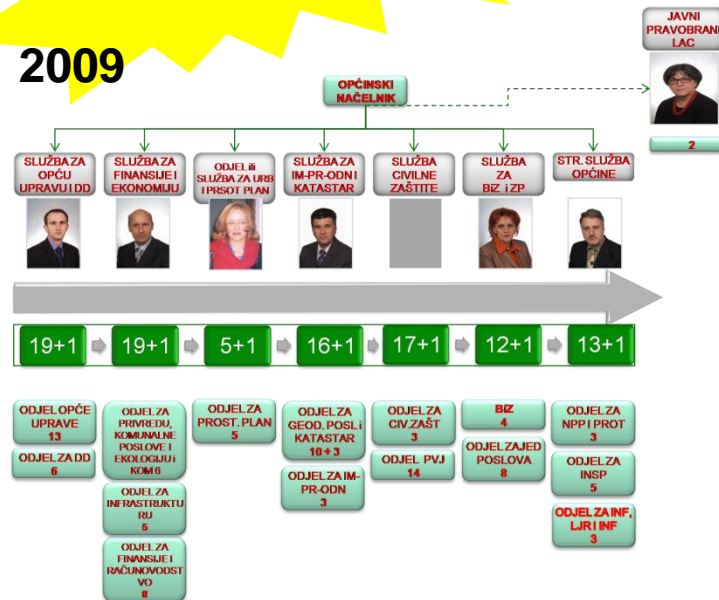 2009
JAVNI
PRAVOBRANI
LAC
2
OPĆINSKI
NAČELNIK
SLUŽBA ZA
OPĆU
UPRAVU I DD
SLUŽBA ZA
FINANSIJE I
EKONOMIJU
ODJEL ili
SLUŽBA ZA URB
I PRSOT PLAN
SLUŽBA ZA
IM-PR-ODN I
KATASTAR
SLUŽBA
CIVILNE
ZAŠTITE
SLUŽBA
ZA
BIZ i ZP
STR. SLUŽBA
OPĆINE
19+1
19+1
5+1
16+1
17+1
12+1
13+1
ODJEL OPĆE
UPRAVE
13
ODJEL ZA DD
6
ODJEL ZA
PRIVREDU,
KOMUNALNE
POSLOVE I
EKOLOGIJU i
KOM 6
ODJEL ZA
INFRASTRUKTU
RU
5
ODJEL ZA
FINANSIJE I
RAČUNOVODST
VO
8
ODJEL ZA
PROST. PLAN
5
ODJEL ZA
GEOD. POSL i
KATASTAR
10 + 3
ODJEL ZA IM-
PR-ODN
3
ODJEL ZA
CIV.ZAŠT
3
ODJEL PVJ
14
BIZ
4
ODJEL ZAJED
POSLOVA
8
ODJEL ZA
NPP I PROT
3
ODJEL ZA
INSP
5
ODJEL ZA INF,
LJR I INF
3